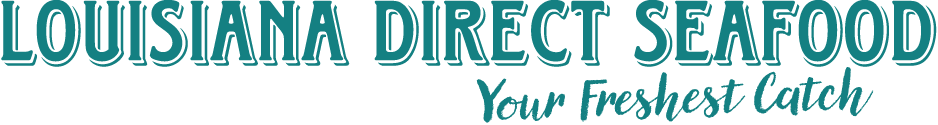 LOUISIANA DIRECT SEAFOOD
Your Freshest Catch